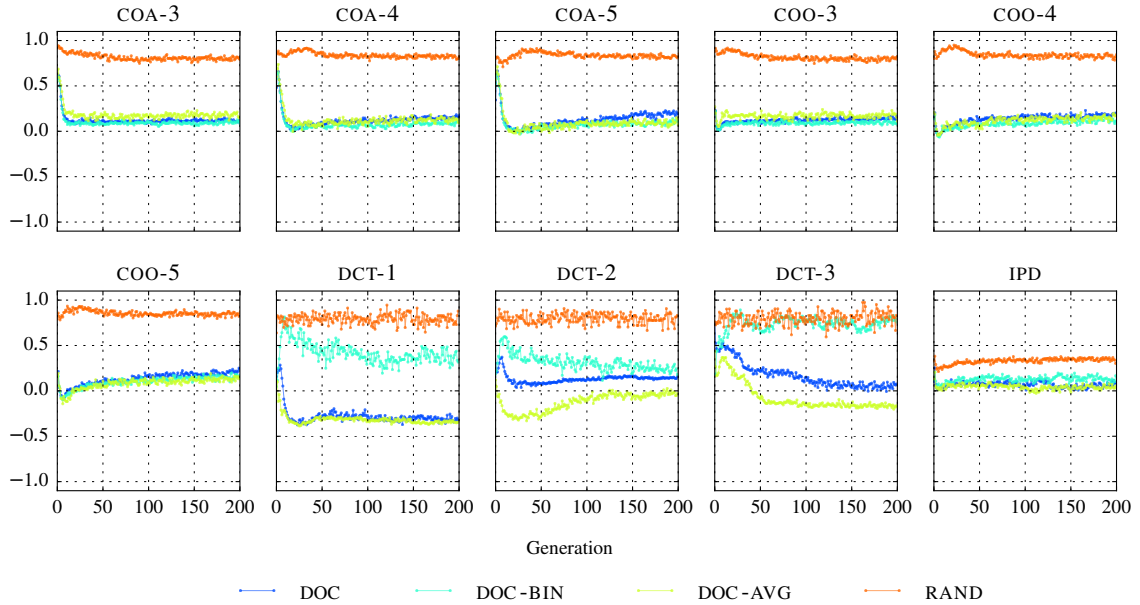 COA-3 COA-4 COA-5 COO-3 COO-4
1.0
0.5
0.0
−0.5
−1.0
COO-5 DCT-1 DCT-2 DCT-3 IPD
1.0
0.5
0.0
−0.5
−1.0
0 50 100 150 200 0 50 100 150 200 0 50 100 150 200 0 50 100 150 200 0 50 100 150 200
Generation
DOC DOC-BIN DOC-AVG RAND